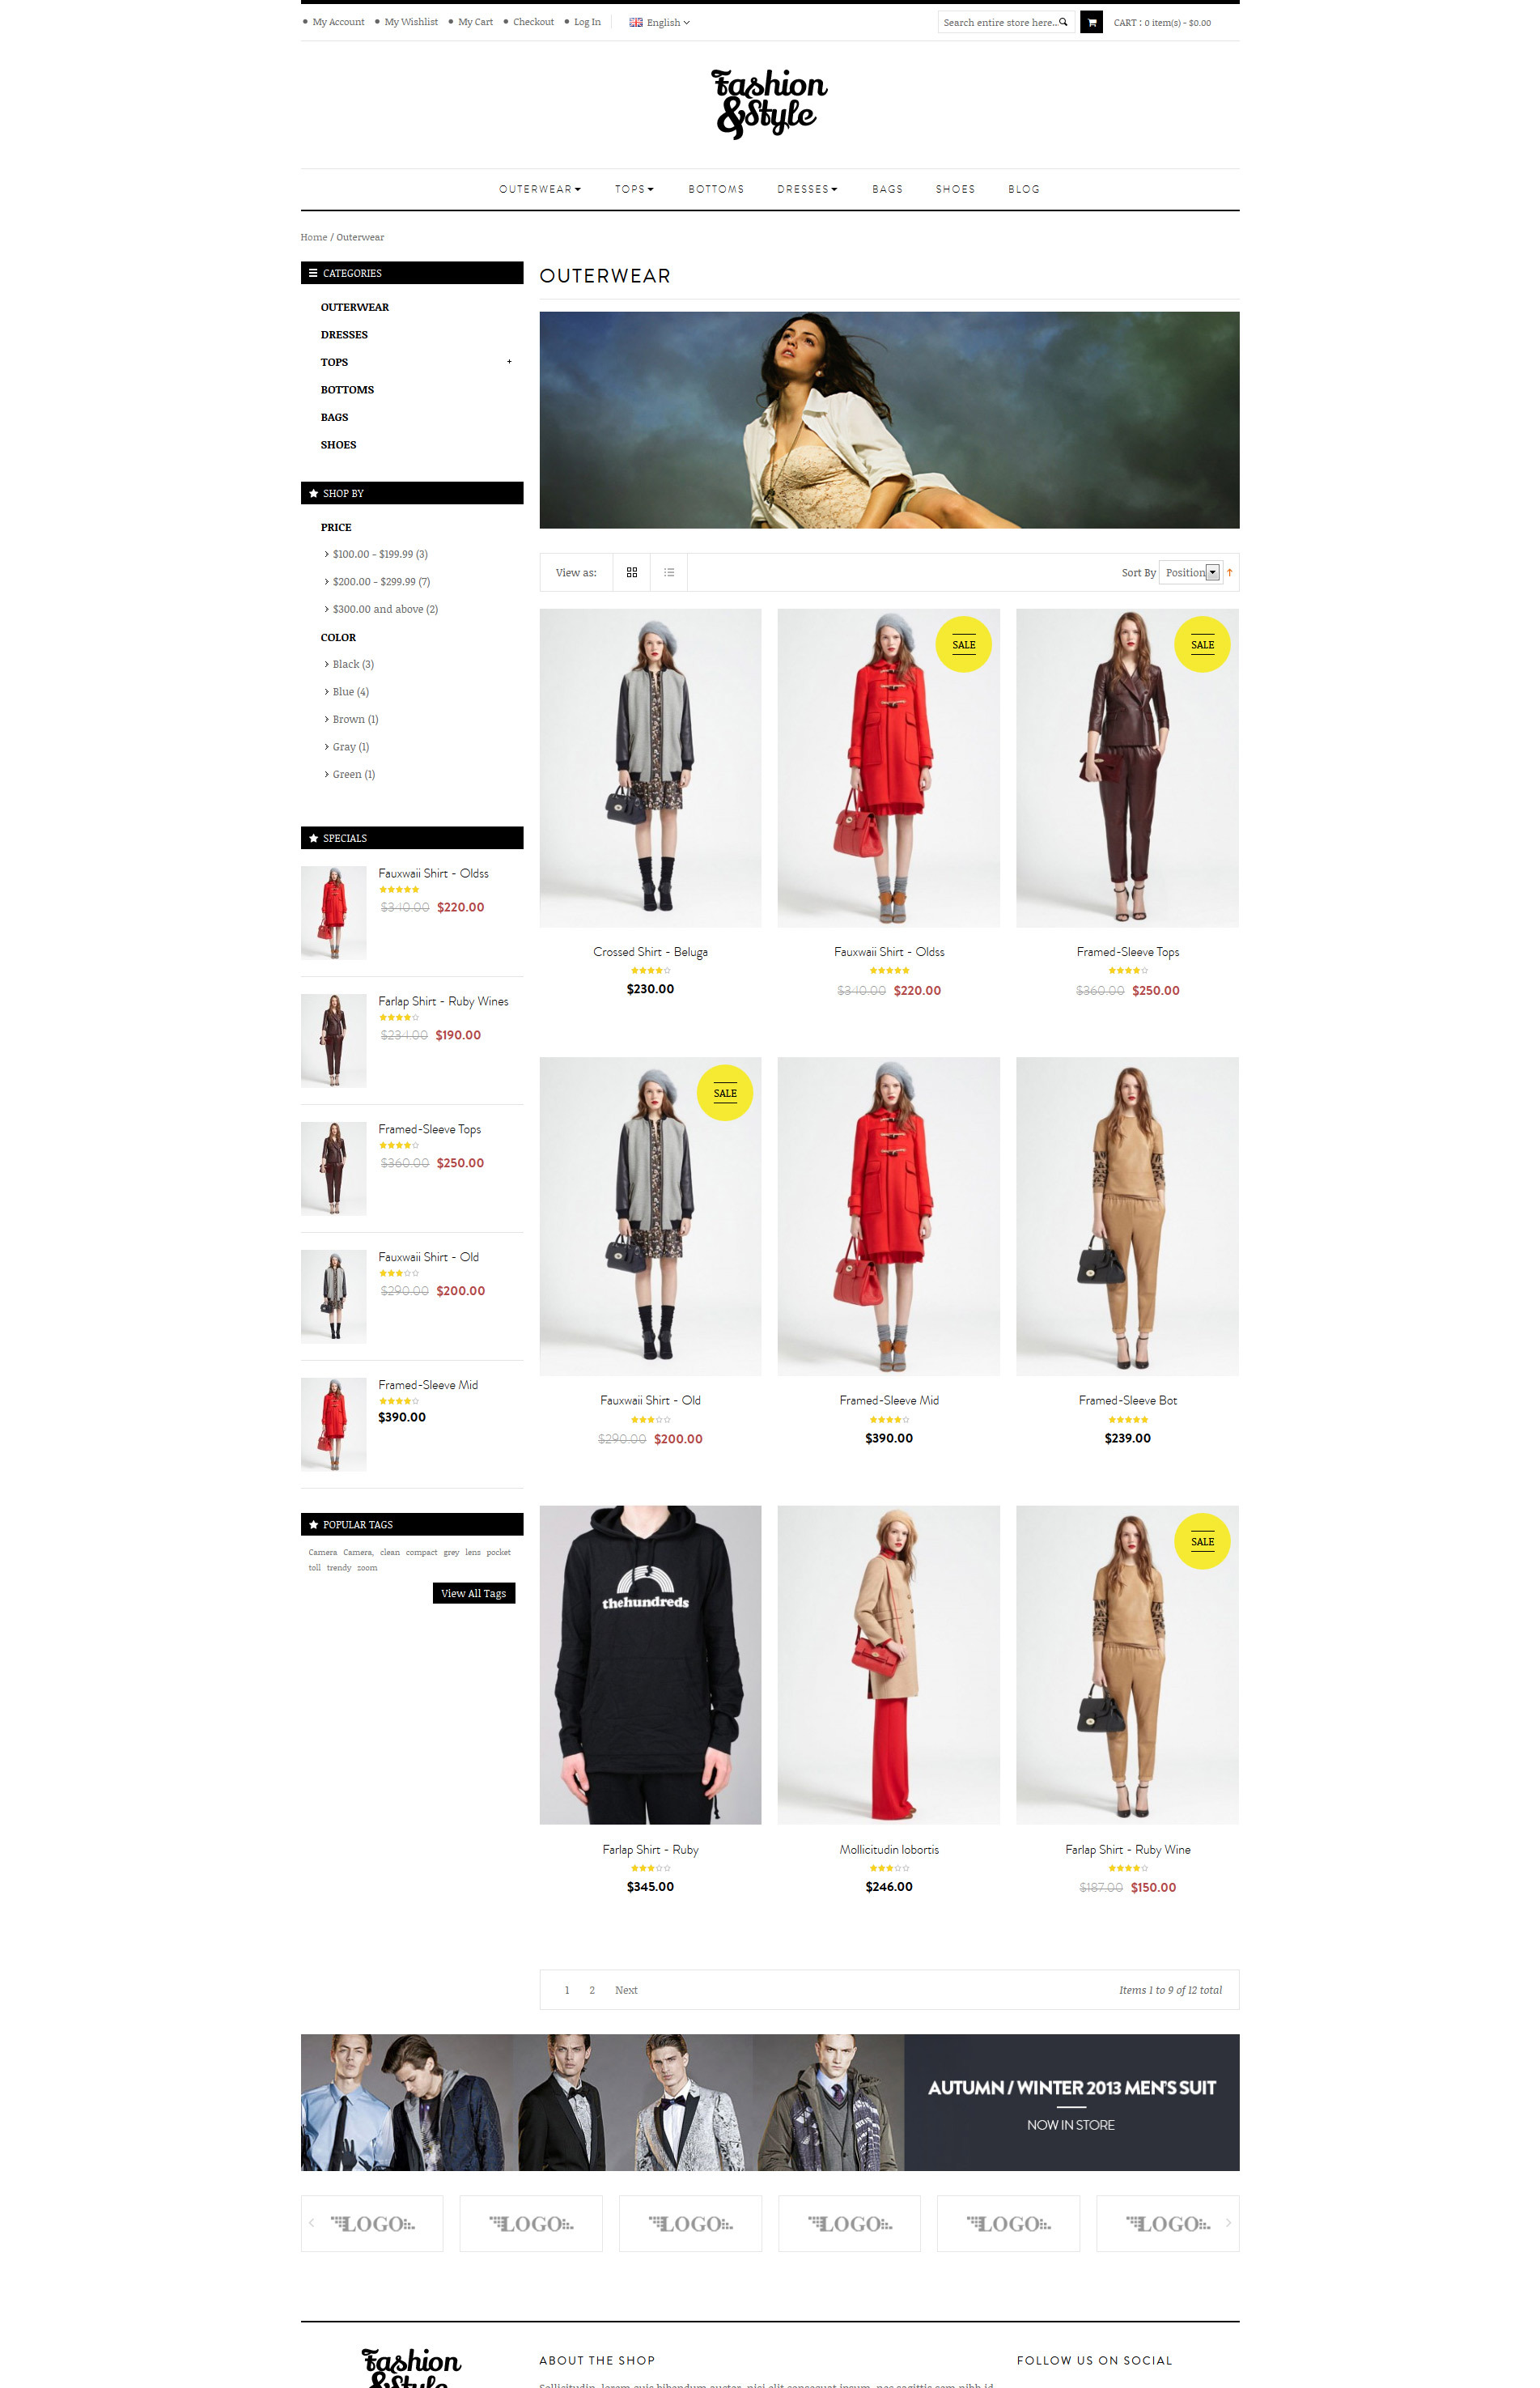 My Account My Wishlist My Cart Checkout Log In English Search entire store here... CART : 0 item(s) - $0.00
Fashion
&Style
OUTERWEAR TOPS BOTTOMS DRESSES BAGS SHOES BLOG
Home / Outerwear
CATEGORIES
OUTERWEAR
DRESSES
TOPS +
BOTTOMS
BAGS
SHOES
SHOP BY
PRICE
$100.00 - $199.99 (3)
$200.00 - $299.99 (7)
$300.00 and above (2)
COLOR
Black (3)
Blue (4)
Brown (1)
Gray (1)
Green (1)
SPECIALS
Fauxwaii Shirt - Oldss
$340.00 $220.00
Farlap Shirt - Ruby Wines
$234.00 $190.00
Framed-Sleeve Tops
$360.00 $250.00
Fauxwaii Shirt - Old
$290.00 $200.00
Framed-Sleeve Mid
$390.00
POPULAR TAGS
Camera Camera, clean compact grey lens pocket
toll trendy zoom
View All Tags
OUTERWEAR
View as: Sort By Position
SALE
SALE
Crossed Shirt - Beluga Fauxwaii Shirt - Oldss Framed-Sleeve Tops
$230.00 $340.00 $220.00 $360.00 $250.00
SALE
Fauxwaii Shirt - Old Framed-Sleeve Mid Framed-Sleeve Bot
$290.00 $200.00 $390.00 $239.00
SALE
thehundreds
Farlap Shirt - Ruby Mollicitudin lobortis Farlap Shirt - Ruby Wine
$345.00 $246.00 $187.00 $150.00
1 2 Next Items 1 to 9 of 12 total
AUTUMN / WINTER 2013 MEN'S SUIT
NOW IN STORE
LOGO LOGO LOGO LOGO LOGO LOGO
Fashion
&Style
ABOUT THE SHOP FOLLOW US ON SOCIAL